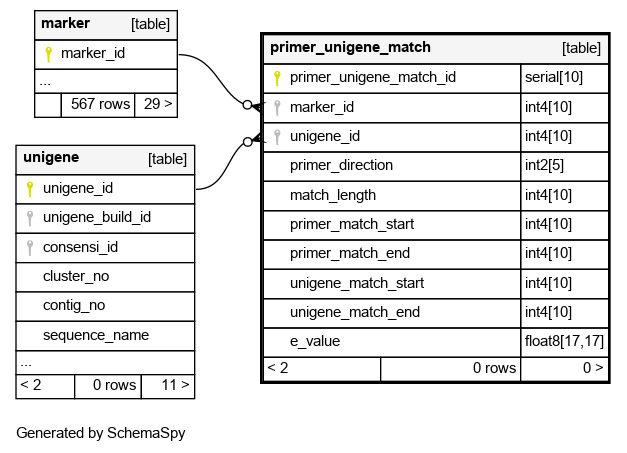 marker [table]
marker_id
...
567 rows 29 >
unigene [table]
unigene_id
unigene_build_id
consensi_id
cluster_no
contig_no
sequence_name
...
< 2 0 rows 11 >
primer_unigene_match [table]
primer_unigene_match_id serial[10]
marker_id int4[10]
unigene_id int4[10]
primer_direction int2[5]
match_length int4[10]
primer_match_start int4[10]
primer_match_end int4[10]
unigene_match_start int4[10]
unigene_match_end int4[10]
e_value float8[17,17]
< 2 0 rows 0 >
Generated by SchemaSpy